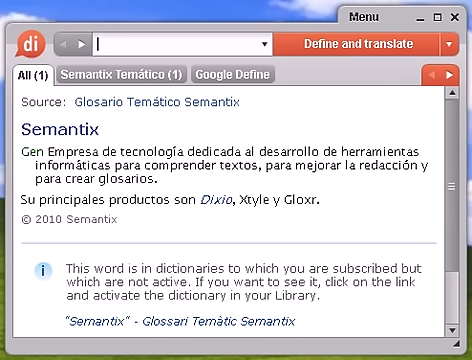 Menu
di
Define and translate
All (1)
Semantix Temático (1)
Google Define
Source: Glosario Temático Semantix
Semantix
Gen Empresa de tecnología dedicada al desarrollo de herramientas
informáticas para comprender textos, para mejorar la redacción y
para crear glosarios.
Su principales productos son Dixio, Xtyle y Gloxr.
© 2010 Semantix
This word is in dictionaries to which you are subscribed but
which are not active. If you want to see it, click on the link
and activate the dictionary in your Library.
"Semantix" - Glossari Temàtic Semantix